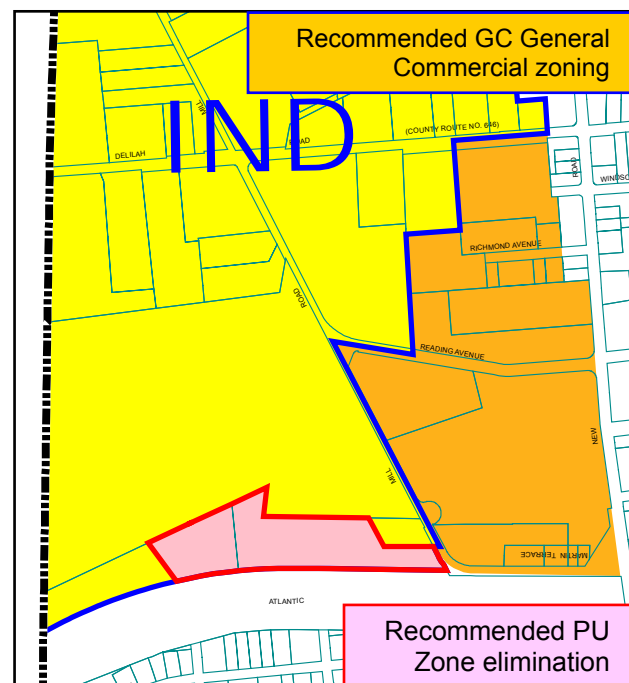 Recommended GC General
Commercial zoning
MILL
IND
(COUNTY ROUTE NO. 646)
DELILAH
ROAD
ROAD
WINDSO
RICHMOND AVENUE
ROAD
READING AVENUE
NEW
MILL
MARTIN TERRACE
ATLANTIC
Recommended PU
Zone elimination